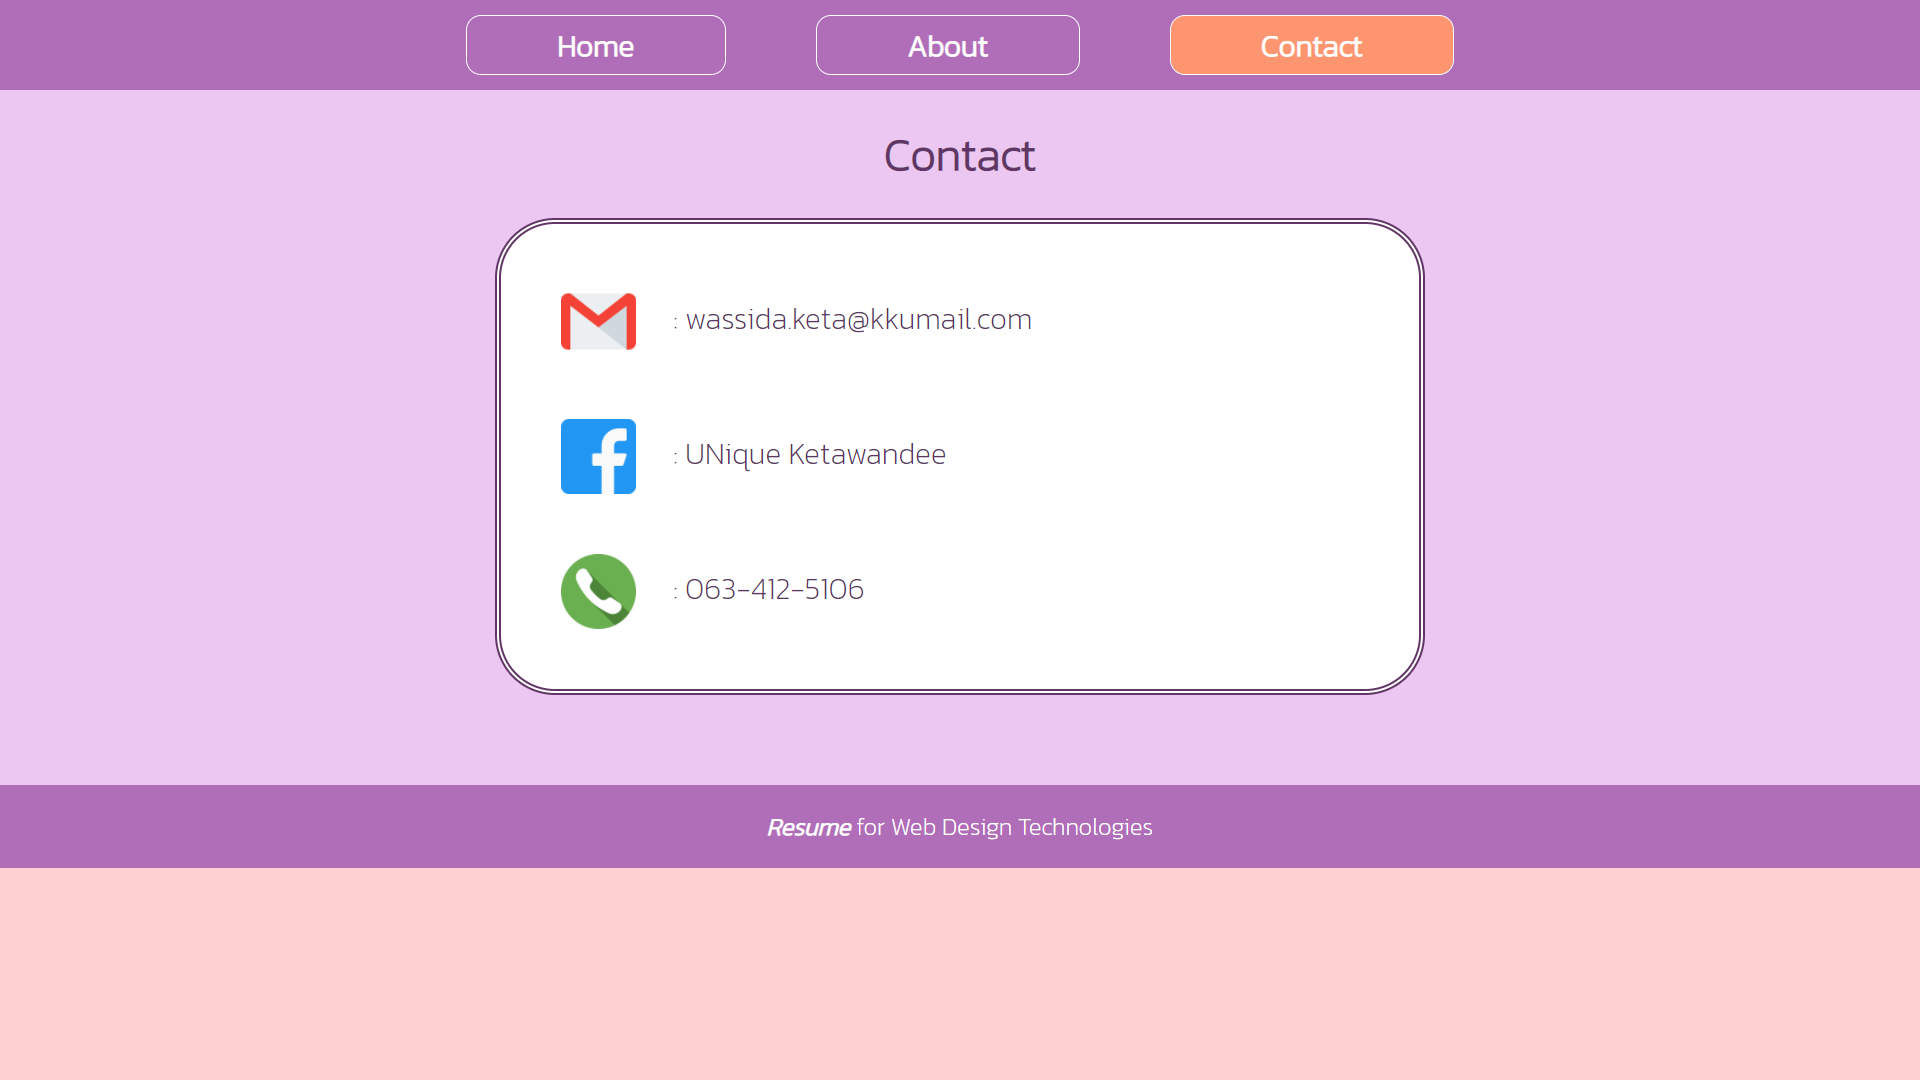 Home About Contact
Contact
: wassida.keta@kkumail.com
: UNique Ketawandee
: 063-412-5106
Resume for Web Design Technologies